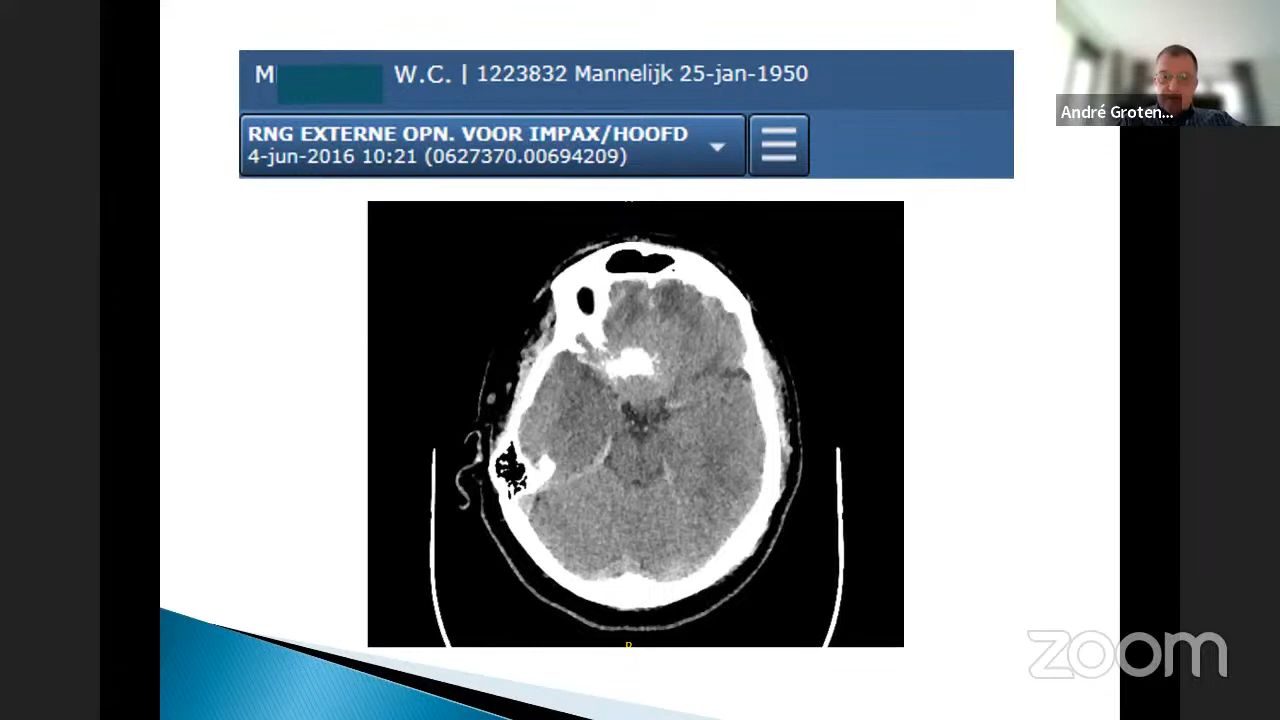 M W.C. | 1223832 Mannelijk 25-jan-1950
RNG EXTERNE OPN. VOOR IMPAX/HOOFD
4-jun-2016 10:21 (0627370.00694209)
André Groten...
zoom